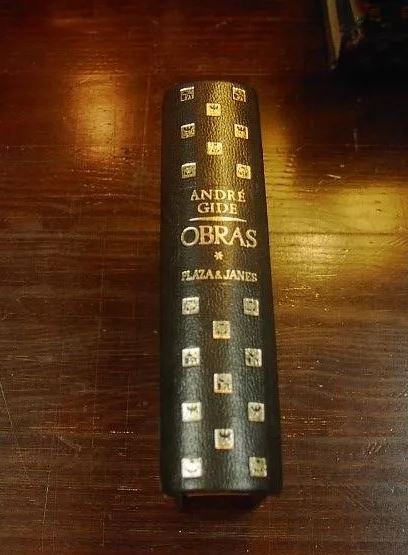 ANDRÉ
GIDE
OBRAS
*
PLAZA & JANES